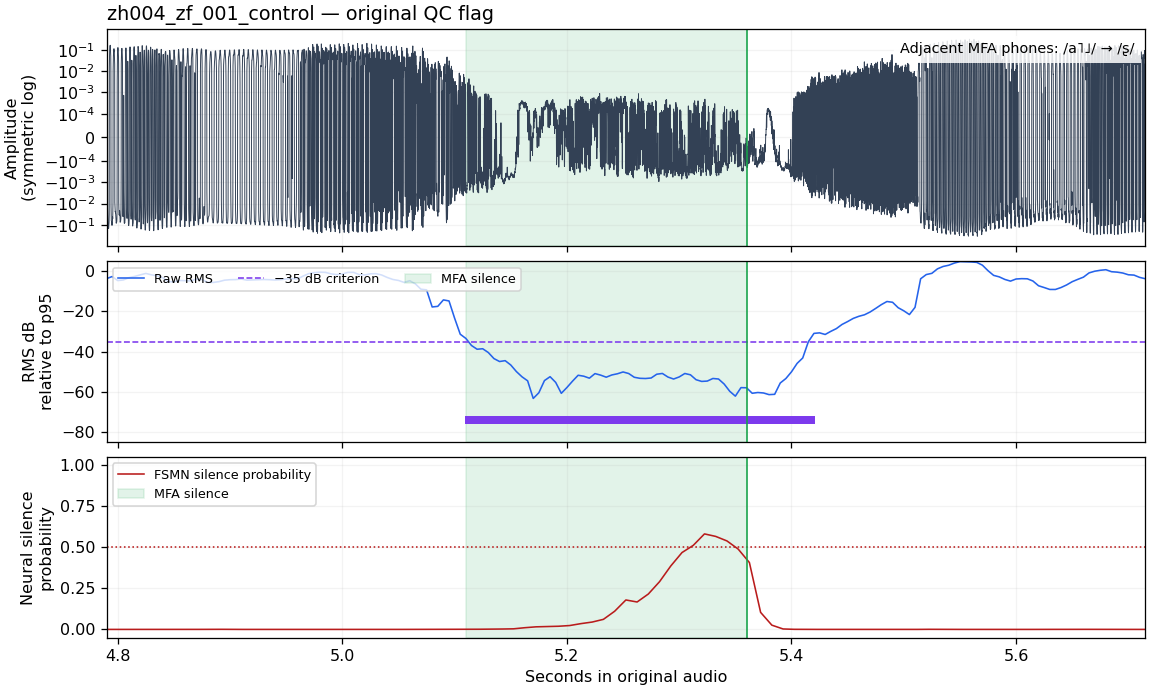 zh004_zf_001_control — original QC flag
Amplitude
(symmetric log)
10⁻¹
10⁻²
10⁻³
10⁻⁴
0
−10⁻⁴
−10⁻³
−10⁻²
−10⁻¹
Adjacent MFA phones: /a˥˩/ → /ʂ/
RMS dB
relative to p95
0
−20
−40
−60
−80
Raw RMS
−35 dB criterion
MFA silence
Neural silence
probability
1.00
0.75
0.50
0.25
0.00
FSMN silence probability
MFA silence
4.8
5.0
5.2
5.4
5.6
Seconds in original audio